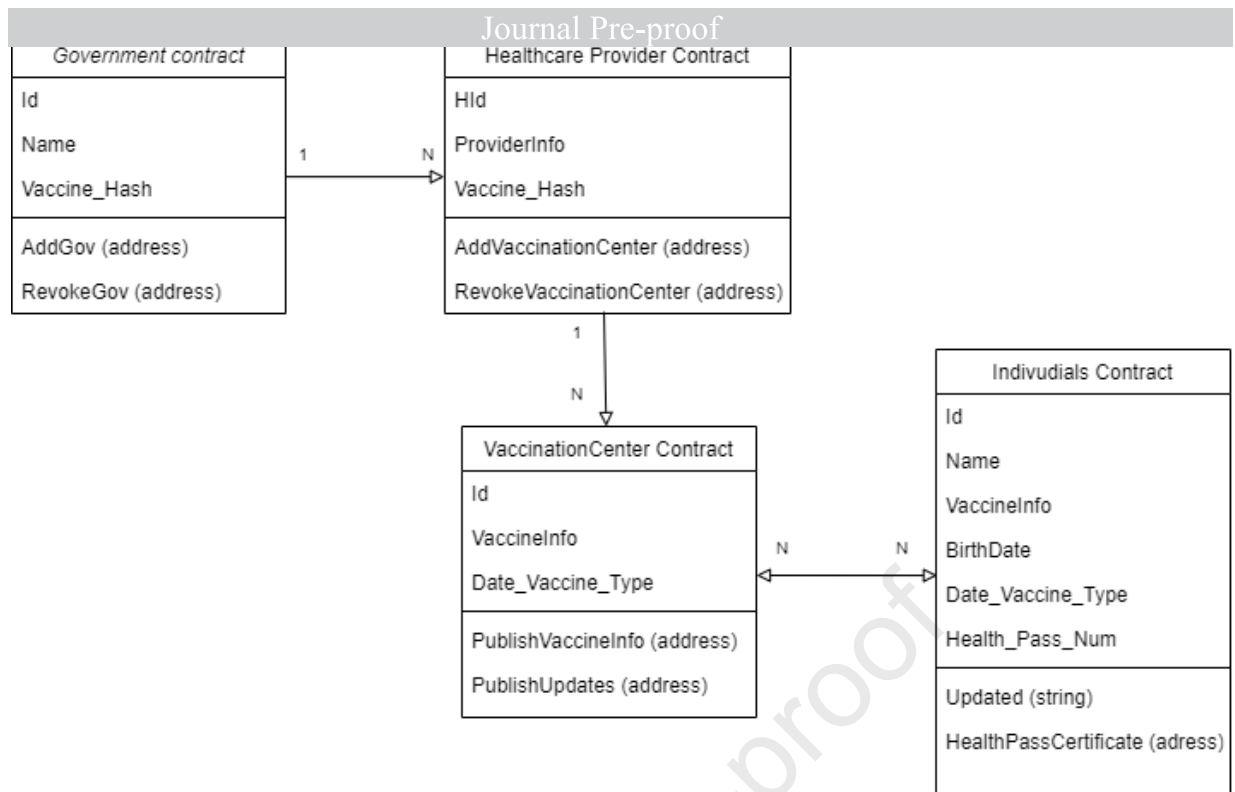 Journal Pre-proof
Government contract
Id
Name
Vaccine_Hash
AddGov (address)
RevokeGov (address)
1
N
Healthcare Provider Contract
HId
ProviderInfo
Vaccine_Hash
AddVaccinationCenter (address)
RevokeVaccinationCenter (address)
1
N
VaccinationCenter Contract
Id
VaccineInfo
Date_Vaccine_Type
PublishVaccineInfo (address)
PublishUpdates (address)
N
N
Indivudials Contract
Id
Name
VaccineInfo
BirthDate
Date_Vaccine_Type
Health_Pass_Num
Updated (string)
HealthPassCertificate (adress)
proof